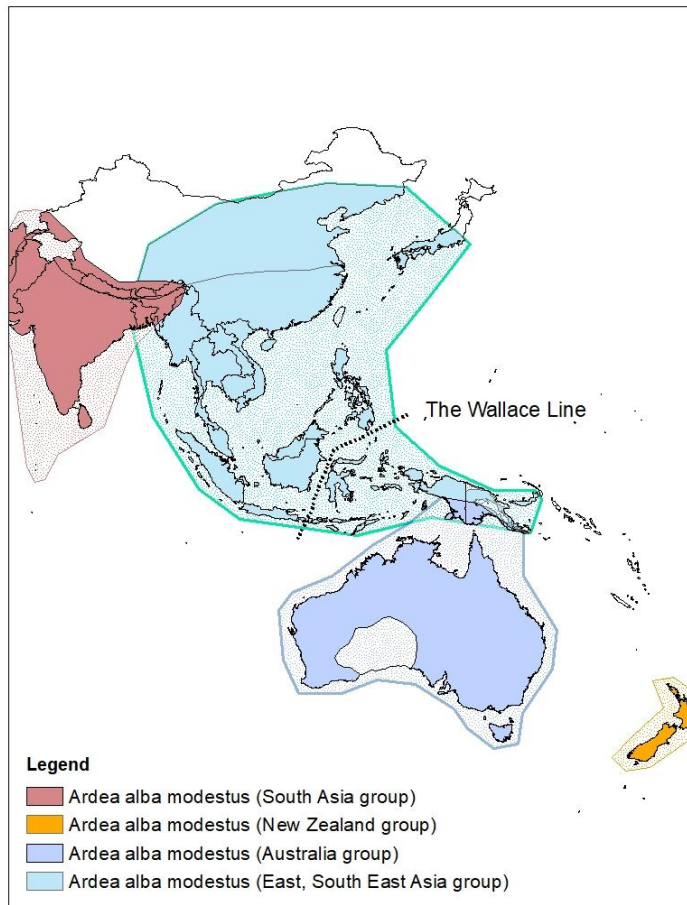 The Wallace Line
Legend
Ardea alba modestus (South Asia group)
Ardea alba modestus (New Zealand group)
Ardea alba modestus (Australia group)
Ardea alba modestus (East, South East Asia group)